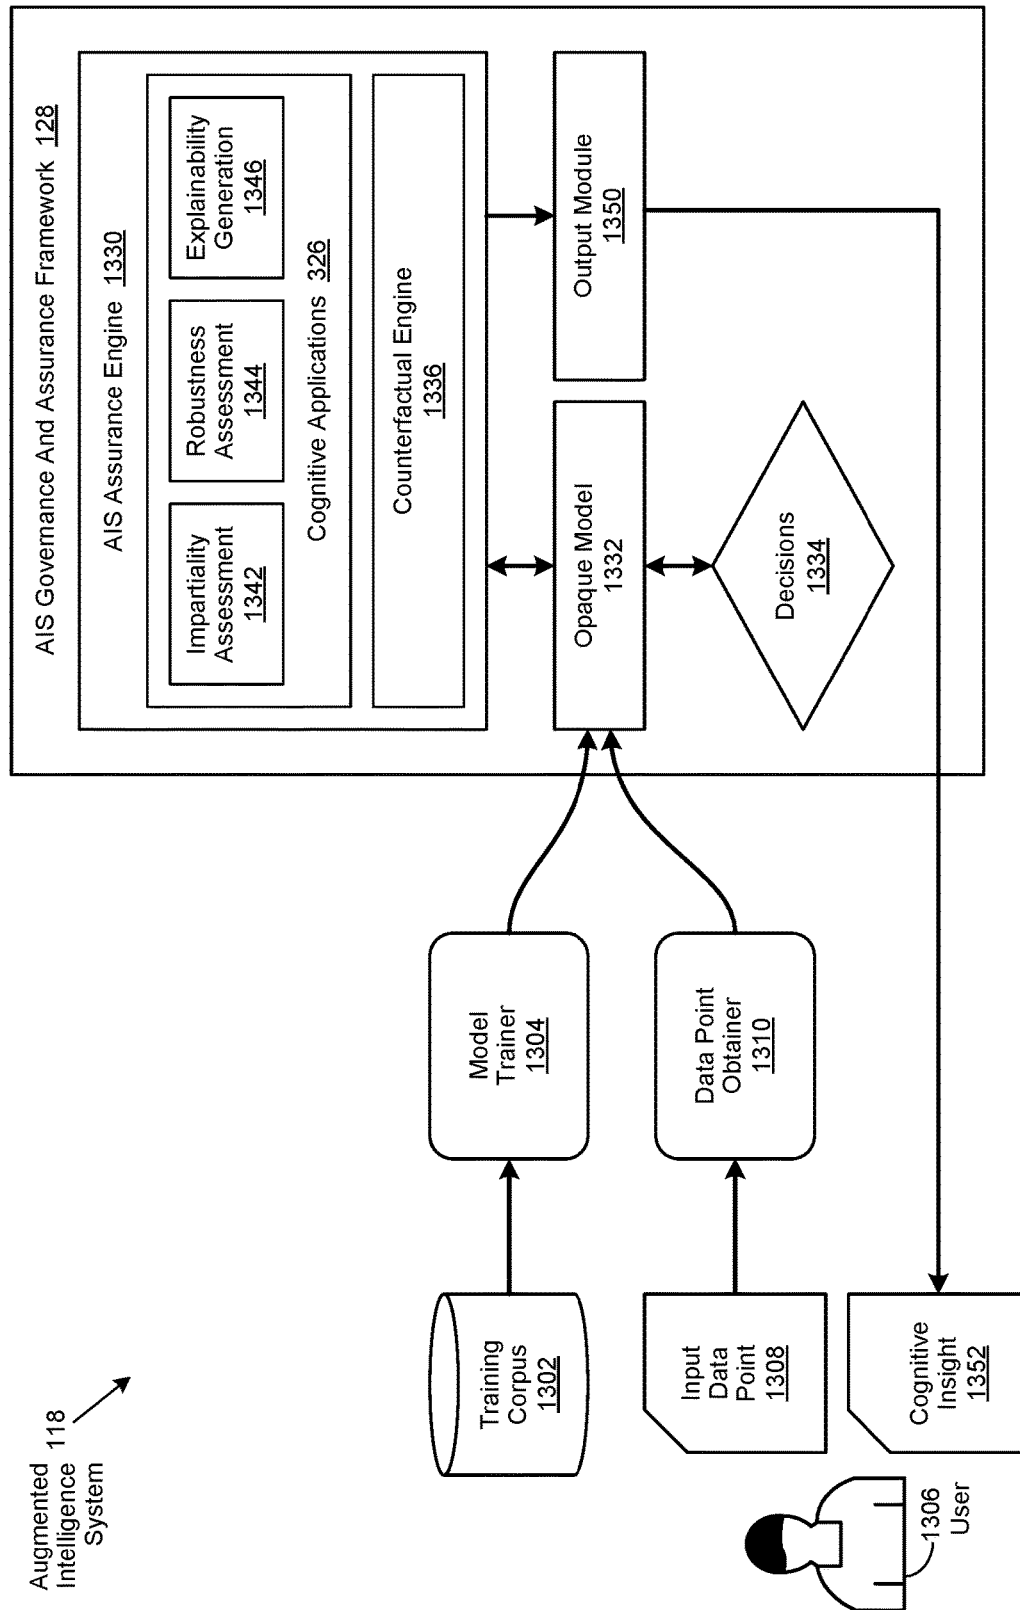 Augmented
Intelligence 118
System
AIS Governance And Assurance Framework 128
AIS Assurance Engine 1330
Impartiality
Assessment
1342
Robustness
Assessment
1344
Explainability
Generation
1346
Cognitive Applications 326
Counterfactual Engine
1336
Training
Corpus
1302
Model
Trainer
1304
Opaque Model
1332
Output Module
1350
Input
Data
Point
1308
Data Point
Obtainer
1310
Decisions
1334
Cognitive
Insight
1352
1306
User